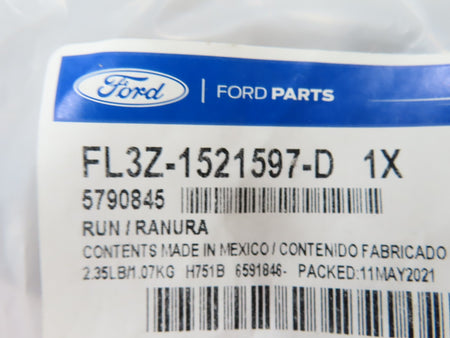 Ford FORD PARTS
FL3Z-1521597-D 1X
5790845
RUN / RANURA
CONTENTS MADE IN MEXICO / CONTENIDO FABRICADO
2.35LB/1.07KG H751B 6591846- PACKED:11MAY2021